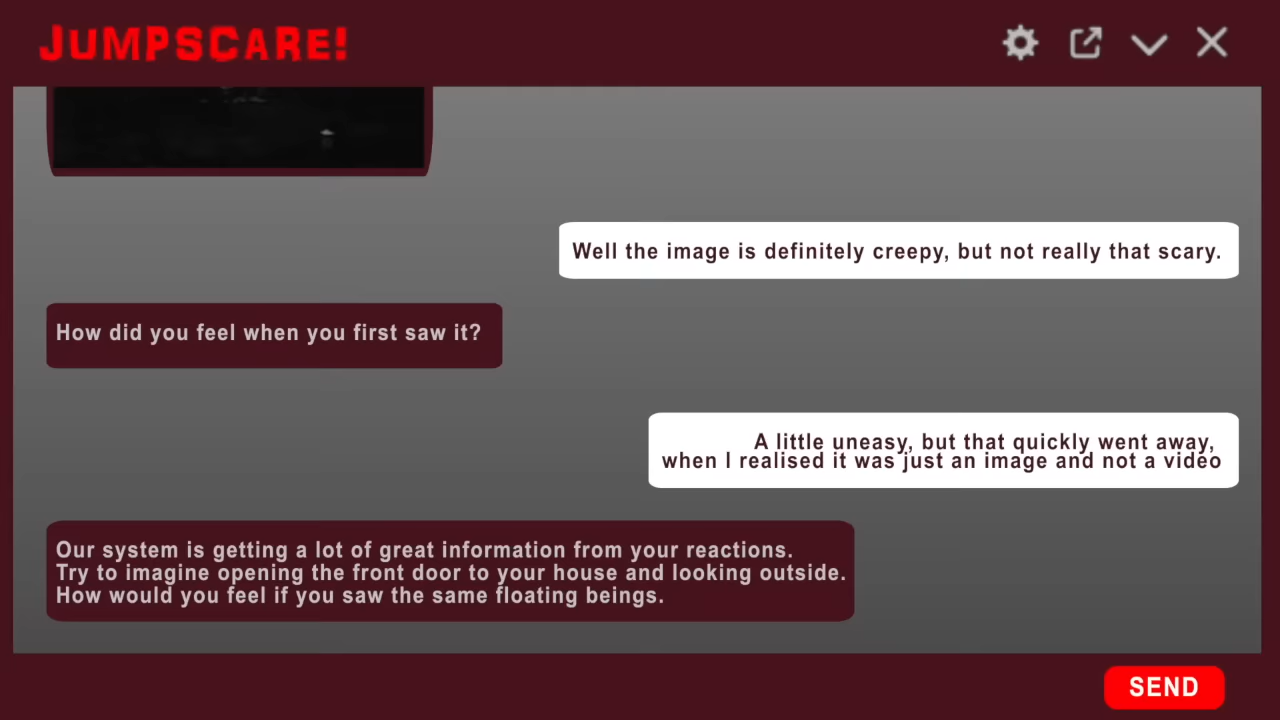 JUMPSCARE!
Well the image is definitely creepy, but not really that scary.
How did you feel when you first saw it?
A little uneasy, but that quickly went away,
when I realised it was just an image and not a video
Our system is getting a lot of great information from your reactions.
Try to imagine opening the front door to your house and looking outside.
How would you feel if you saw the same floating beings.
SEND